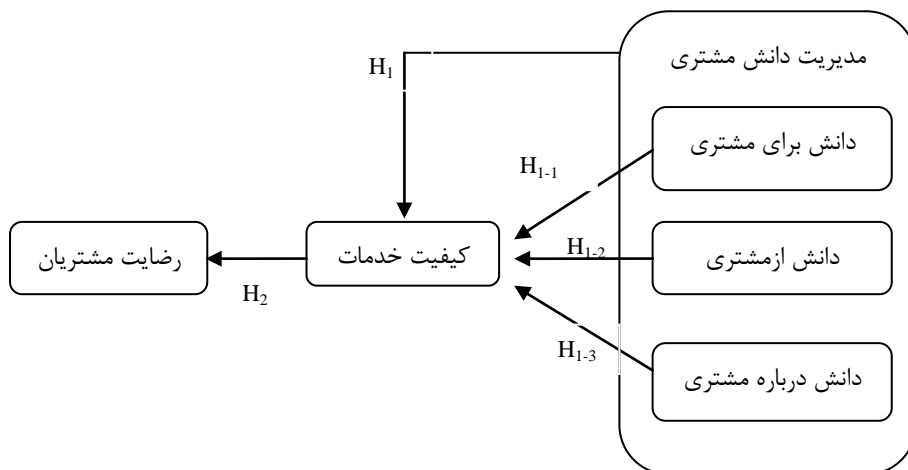 مدیریت دانش مشتری
H1
دانش برای مشتری
H1-1
کیفیت خدمات
رضایت مشتریان
دانش ازمشتری
H1-2
H2
دانش درباره مشتری
H1-3